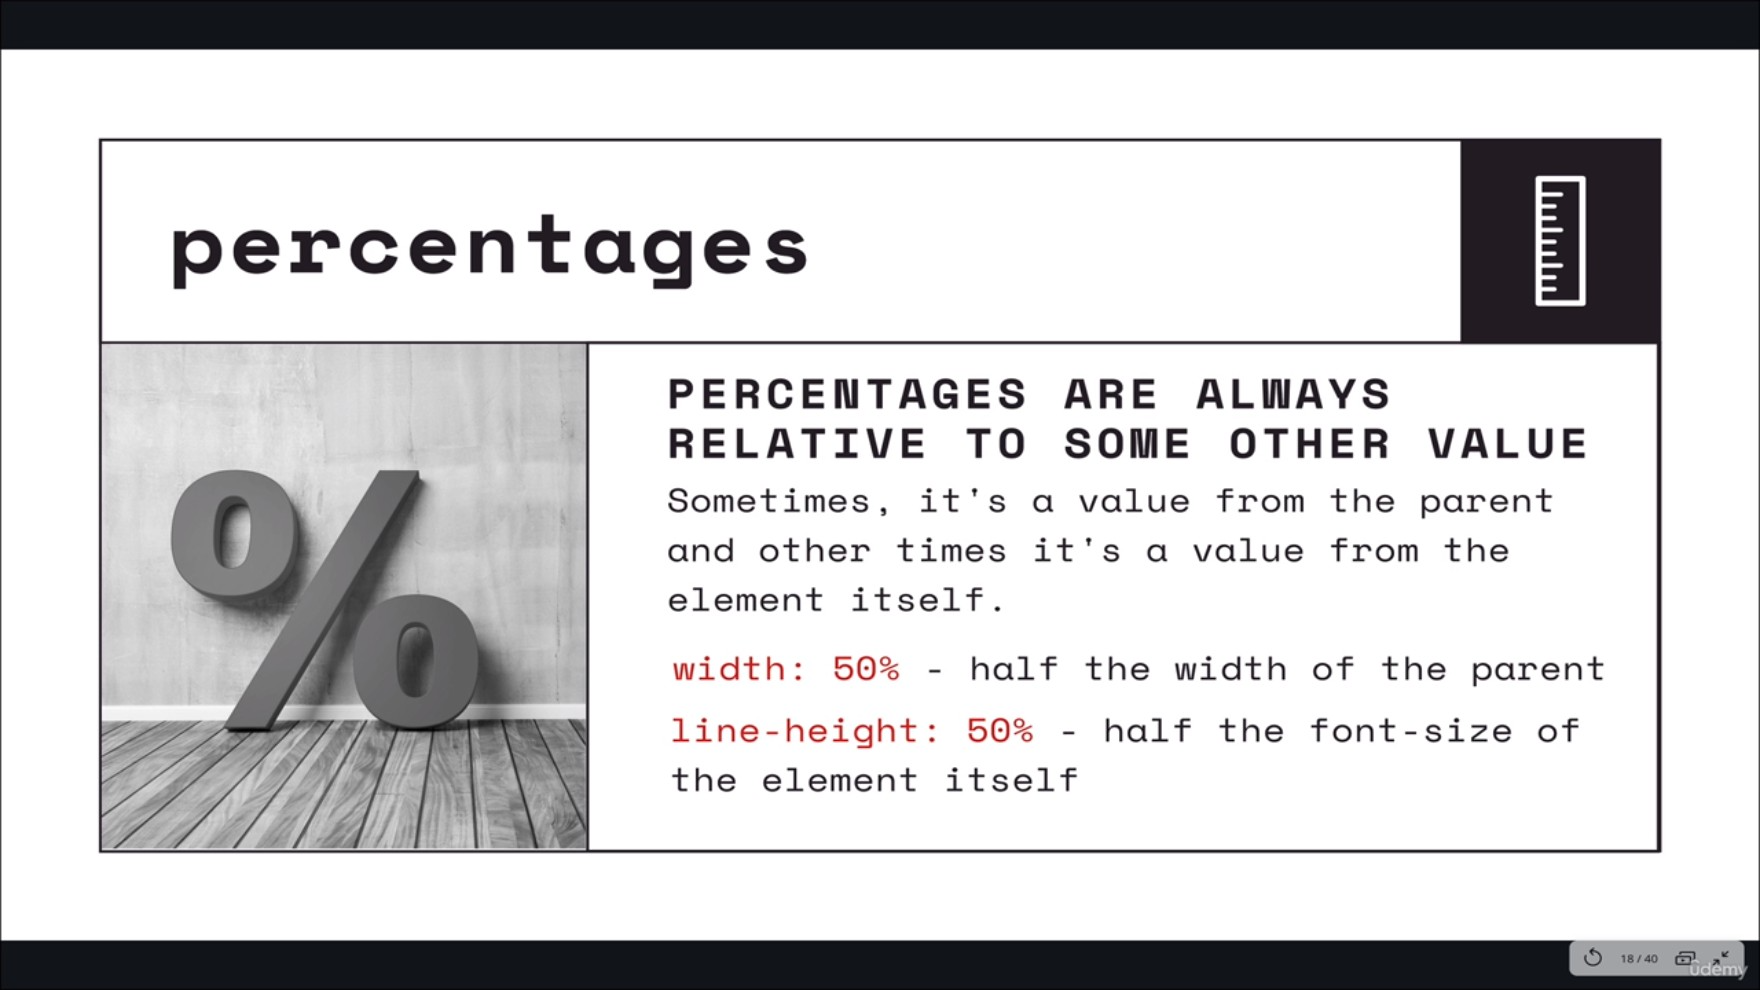 percentages
PERCENTAGES ARE ALWAYS
RELATIVE TO SOME OTHER VALUE
Sometimes, it's a value from the parent
and other times it's a value from the
element itself.
width: 50% - half the width of the parent
line-height: 50% - half the font-size of
the element itself
18 / 40
ûdemy